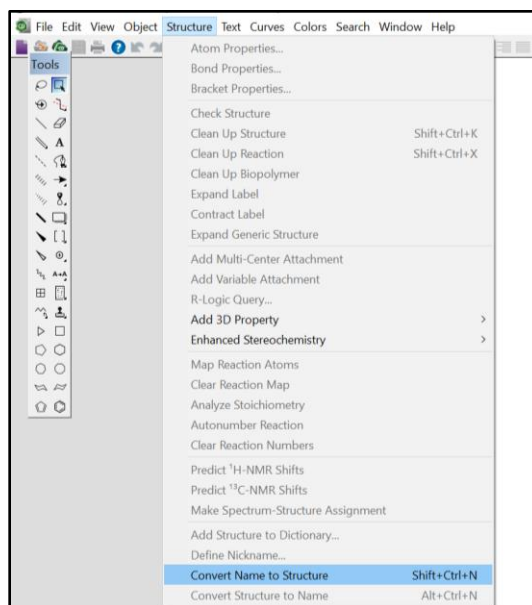 File Edit View Object Structure Text Curves Colors Search Window Help
Tools
A
A+A
Atom Properties...
Bond Properties...
Bracket Properties...
Check Structure
Clean Up Structure Shift+Ctrl+K
Clean Up Reaction Shift+Ctrl+X
Clean Up Biopolymer
Expand Label
Contract Label
Expand Generic Structure
Add Multi-Center Attachment
Add Variable Attachment
R-Logic Query...
Add 3D Property >
Enhanced Stereochemistry >
Map Reaction Atoms
Clear Reaction Map
Analyze Stoichiometry
Autonumber Reaction
Clear Reaction Numbers
Predict ¹H-NMR Shifts
Predict ¹³C-NMR Shifts
Make Spectrum-Structure Assignment
Add Structure to Dictionary...
Define Nickname...
Convert Name to Structure Shift+Ctrl+N
Convert Structure to Name Alt+Ctrl+N